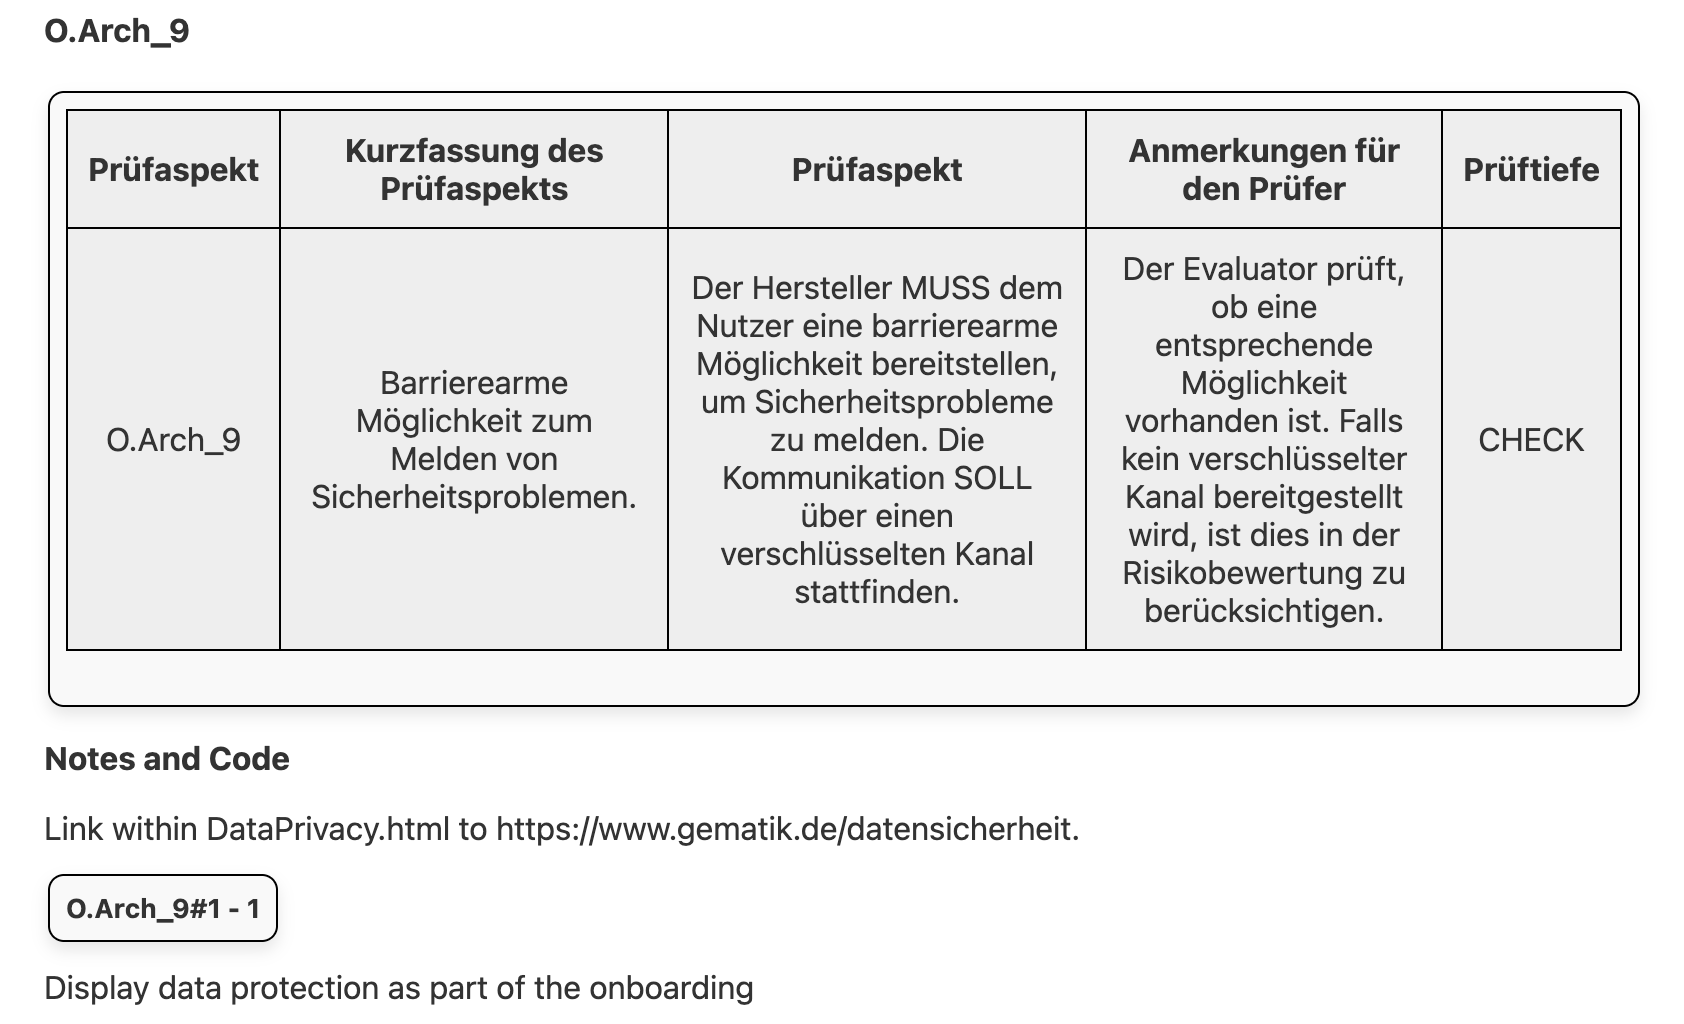 O.Arch_9
Prüfaspekt
Kurzfassung des
Prüfaspekts
Prüfaspekt
Anmerkungen für
den Prüfer
Prüftiefe
O.Arch_9
Barrierearme
Möglichkeit zum
Melden von
Sicherheitsproblemen.
Der Hersteller MUSS dem
Nutzer eine barrierearme
Möglichkeit bereitstellen,
um Sicherheitsprobleme
zu melden. Die
Kommunikation SOLL
über einen
verschlüsselten Kanal
stattfinden.
Der Evaluator prüft,
ob eine
entsprechende
Möglichkeit
vorhanden ist. Falls
kein verschlüsselter
Kanal bereitgestellt
wird, ist dies in der
Risikobewertung zu
berücksichtigen.
CHECK
Notes and Code
Link within DataPrivacy.html to https://www.gematik.de/datensicherheit.
O.Arch_9#1 - 1
Display data protection as part of the onboarding